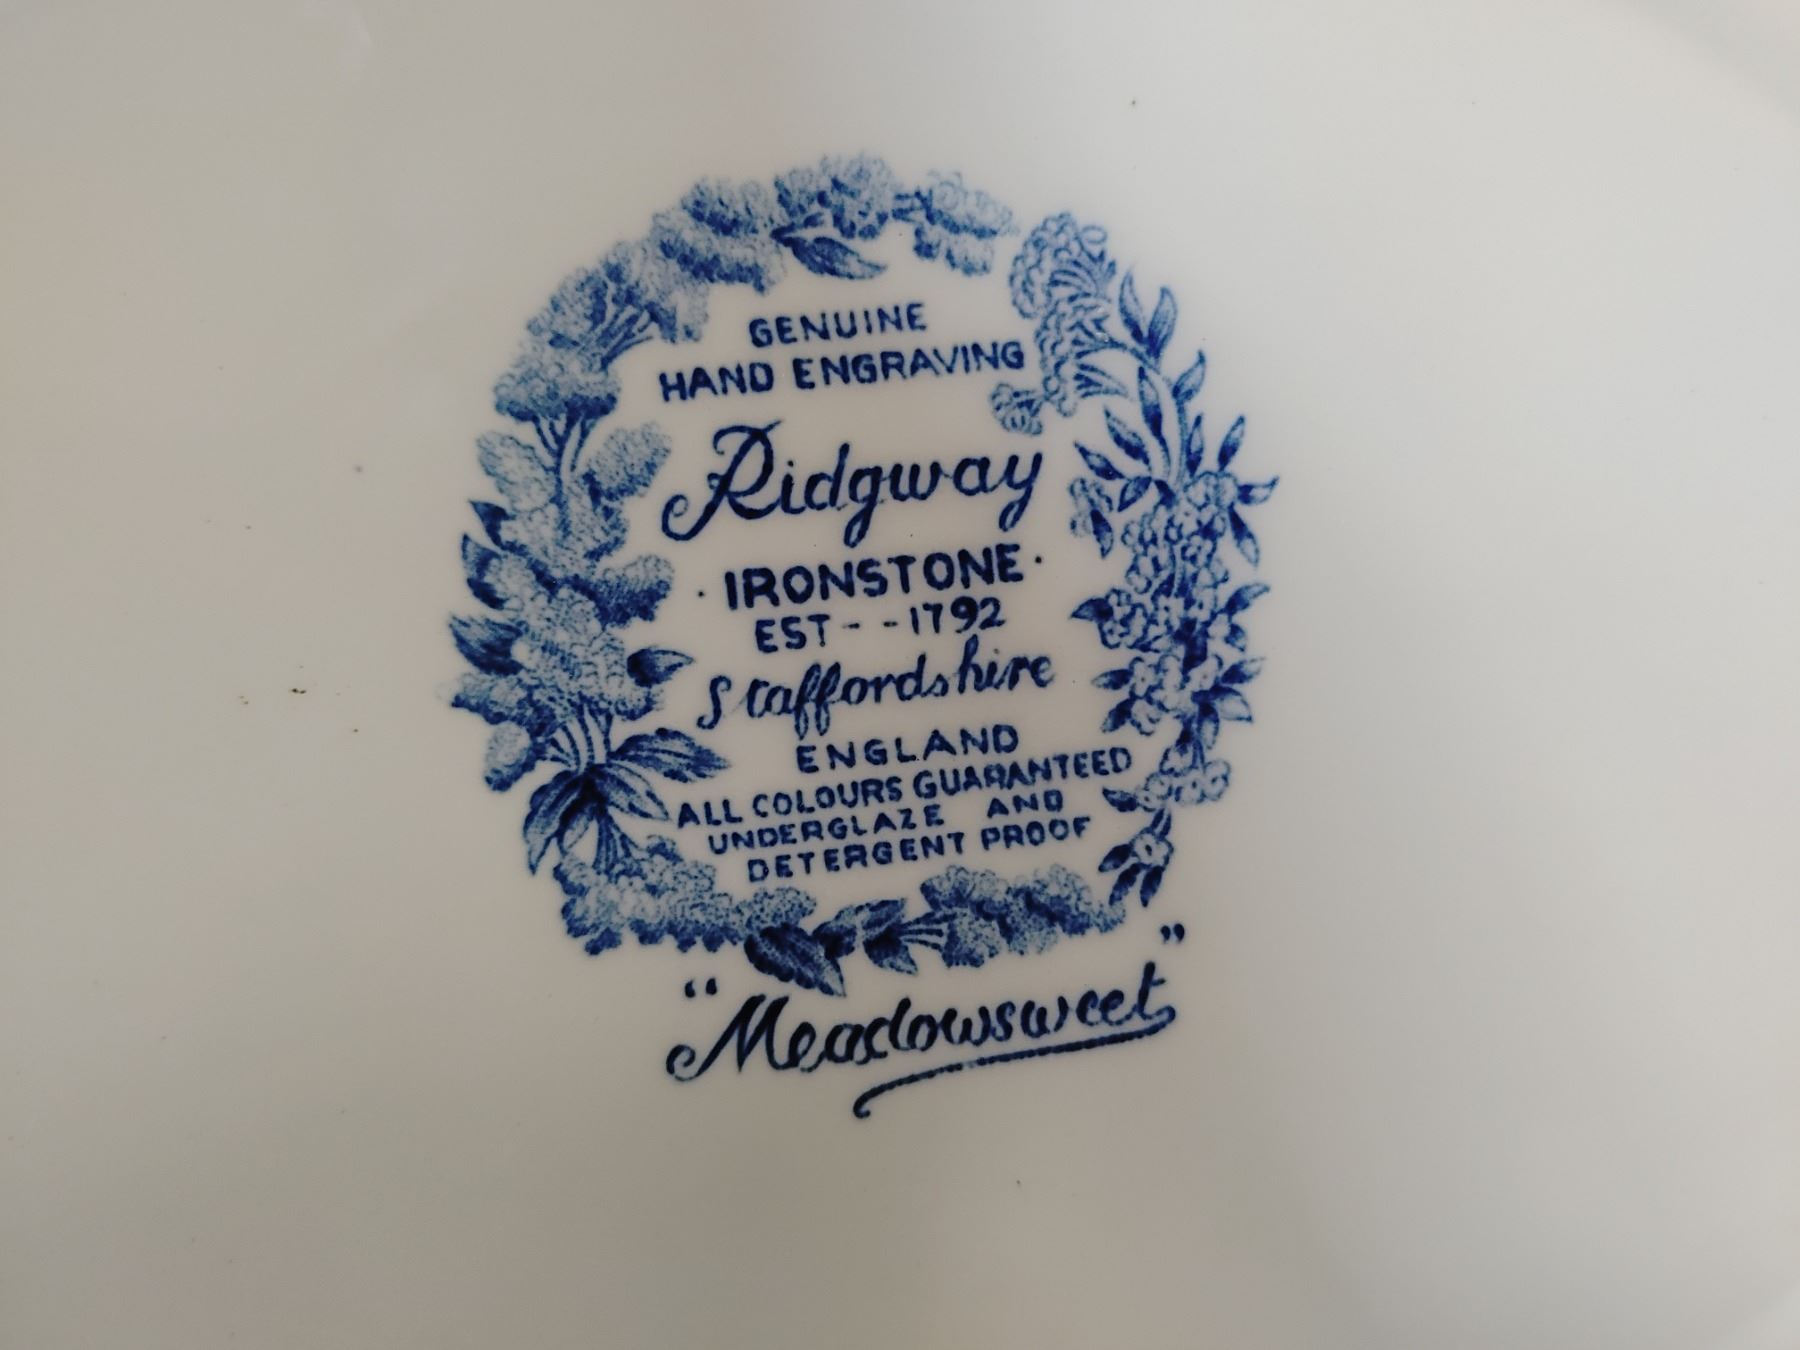 GENUINE
HAND ENGRAVING
Ridgway
· IRONSTONE ·
EST - - 1792
Staffordshire
ENGLAND
ALL COLOURS GUARANTEED
UNDERGLAZE AND
DETERGENT PROOF
"Meadowsweet"